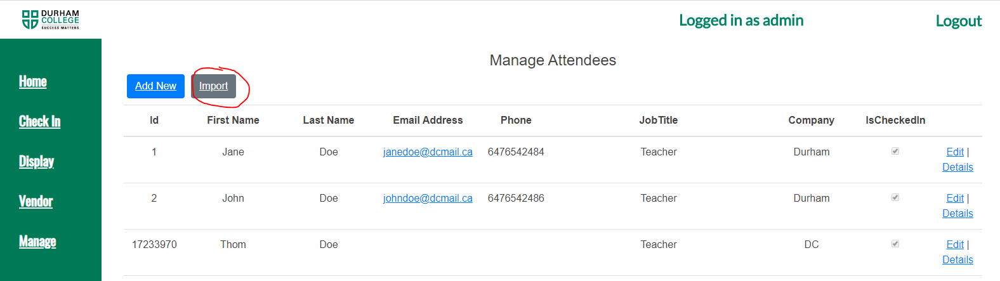 DURHAM
COLLEGE
SUCCESS MATTERS
Logged in as admin
Logout
Home
Check In
Display
Vendor
Manage
Manage Attendees
Add New
Import
Id First Name Last Name Email Address Phone JobTitle Company IsCheckedIn
1 Jane Doe janedoe@dcmail.ca 6476542484 Teacher Durham Edit |
Details
2 John Doe johndoe@dcmail.ca 6476542486 Teacher Durham Edit |
Details
17233970 Thom Doe Teacher DC Edit |
Details